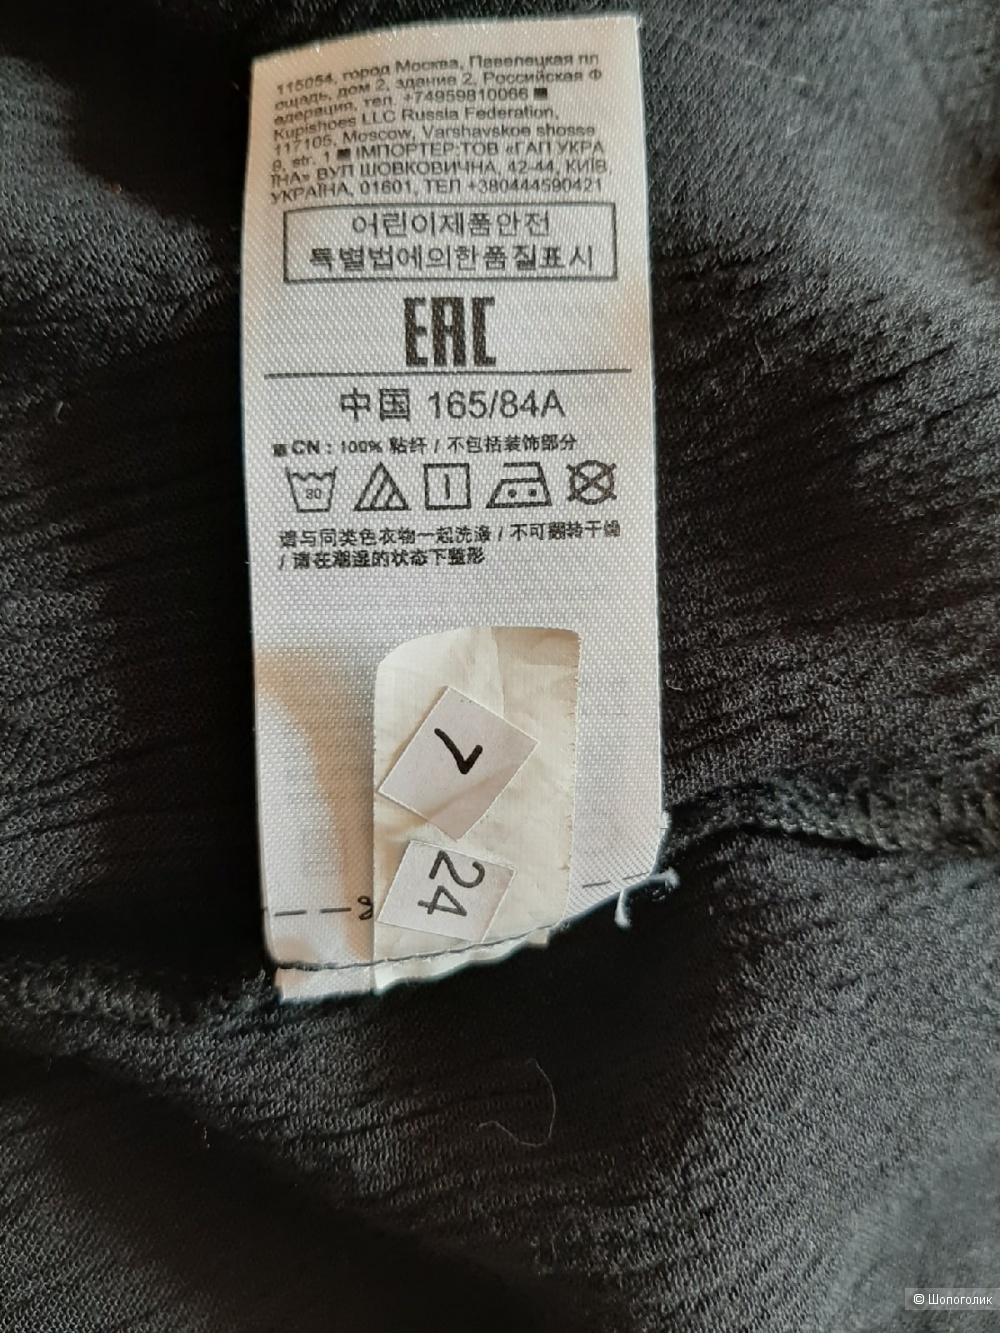 115054, город Москва, Павелецкая пл
ощадь, дом 2, здание 2, Российская Ф
едерация, тел. +74959810066 ■
Kupishoes LLC Russia Federation,
117105, Moscow, Varshavskoe shosse
9, str. 1 ■ ІМПОРТЕР:ТОВ «ГАП УКРА
ЇНА» ВУЛ ШОВКОВИЧНА, 42-44, КИЇВ
УКРАЇНА, 01601, ТЕЛ +380444590421
어린이제품안전
특별법에의한품질표시
EAC
中国 165/84A
■ CN : 100% 粘纤 / 不包括装饰部分
30
请与同类色衣物一起洗涤 / 不可翻转干燥
/ 请在潮湿的状态下整形
7
24
© Шопоголик